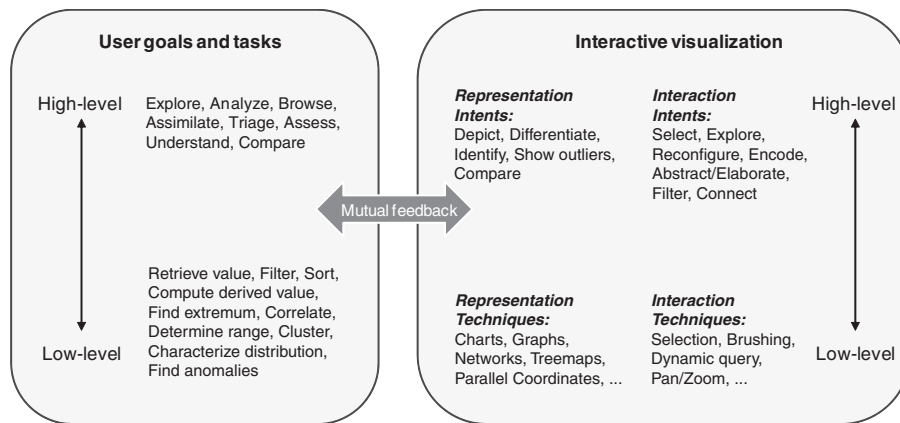 User goals and tasks
High-level
Explore, Analyze, Browse,
Assimilate, Triage, Assess,
Understand, Compare
Retrieve value, Filter, Sort,
Compute derived value,
Find extremum, Correlate,
Determine range, Cluster,
Characterize distribution,
Find anomalies
Low-level
Mutual feedback
Interactive visualization
Representation
Intents:
Depict, Differentiate,
Identify, Show outliers,
Compare
Interaction
Intents:
Select, Explore,
Reconfigure, Encode,
Abstract/Elaborate,
Filter, Connect
High-level
Representation
Techniques:
Charts, Graphs,
Networks, Treemaps,
Parallel Coordinates, ...
Interaction
Techniques:
Selection, Brushing,
Dynamic query,
Pan/Zoom, ...
Low-level